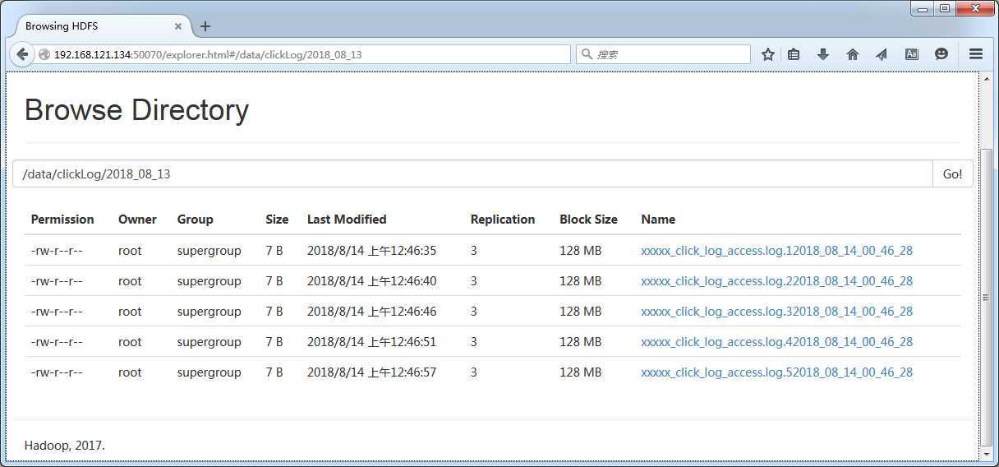 Browsing HDFS
192.168.121.134:50070/explorer.html#/data/clickLog/2018_08_13 搜索 Aa
Browse Directory
/data/clickLog/2018_08_13 Go!
Permission Owner Group Size Last Modified Replication Block Size Name
-rw-r--r-- root supergroup 7 B 2018/8/14 上午12:46:35 3 128 MB xxxxx_click_log_access.log.12018_08_14_00_46_28
-rw-r--r-- root supergroup 7 B 2018/8/14 上午12:46:40 3 128 MB xxxxx_click_log_access.log.22018_08_14_00_46_28
-rw-r--r-- root supergroup 7 B 2018/8/14 上午12:46:46 3 128 MB xxxxx_click_log_access.log.32018_08_14_00_46_28
-rw-r--r-- root supergroup 7 B 2018/8/14 上午12:46:51 3 128 MB xxxxx_click_log_access.log.42018_08_14_00_46_28
-rw-r--r-- root supergroup 7 B 2018/8/14 上午12:46:57 3 128 MB xxxxx_click_log_access.log.52018_08_14_00_46_28
Hadoop, 2017.